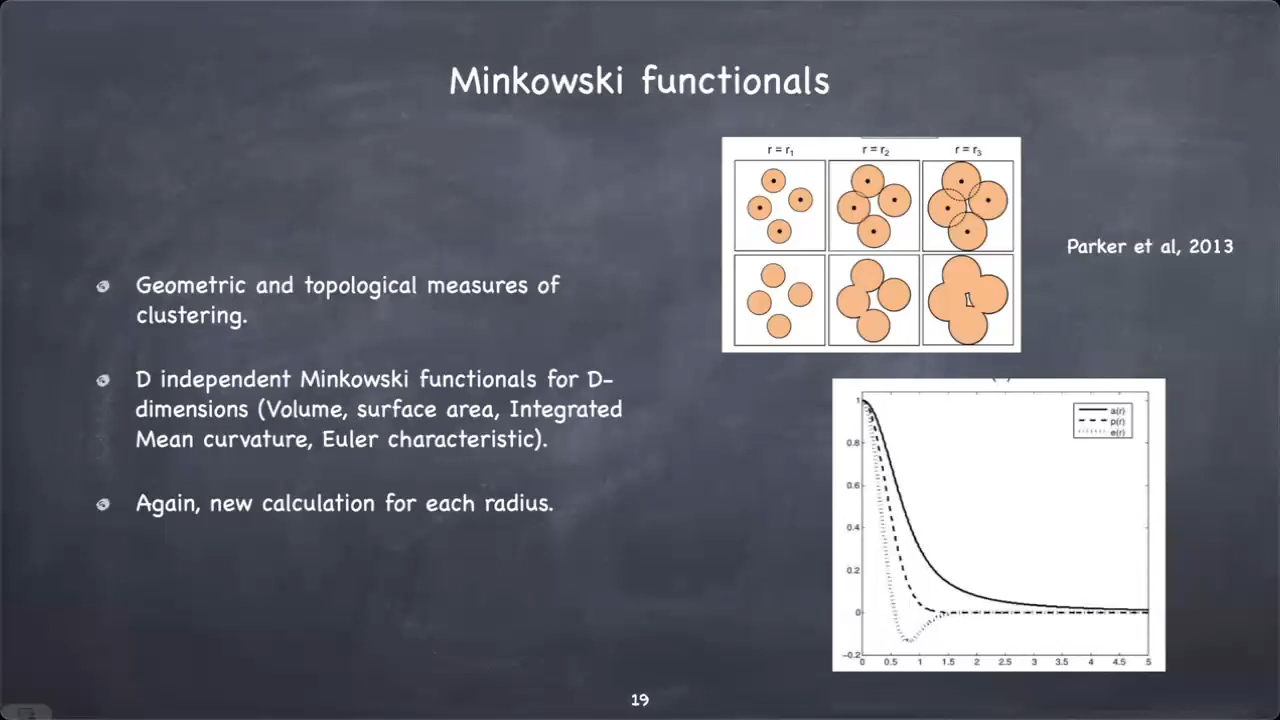 Minkowski functionals
r = r₁ r = r₂ r = r₃
Parker et al, 2013
Geometric and topological measures of
clustering.
D independent Minkowski functionals for D-
dimensions (Volume, surface area, Integrated
Mean curvature, Euler characteristic).
Again, new calculation for each radius.
a(r)
p(r)
e(r)
1
0.8
0.6
0.4
0.2
0
-0.2
0 0.5 1 1.5 2 2.5 3 3.5 4 4.5 5
19